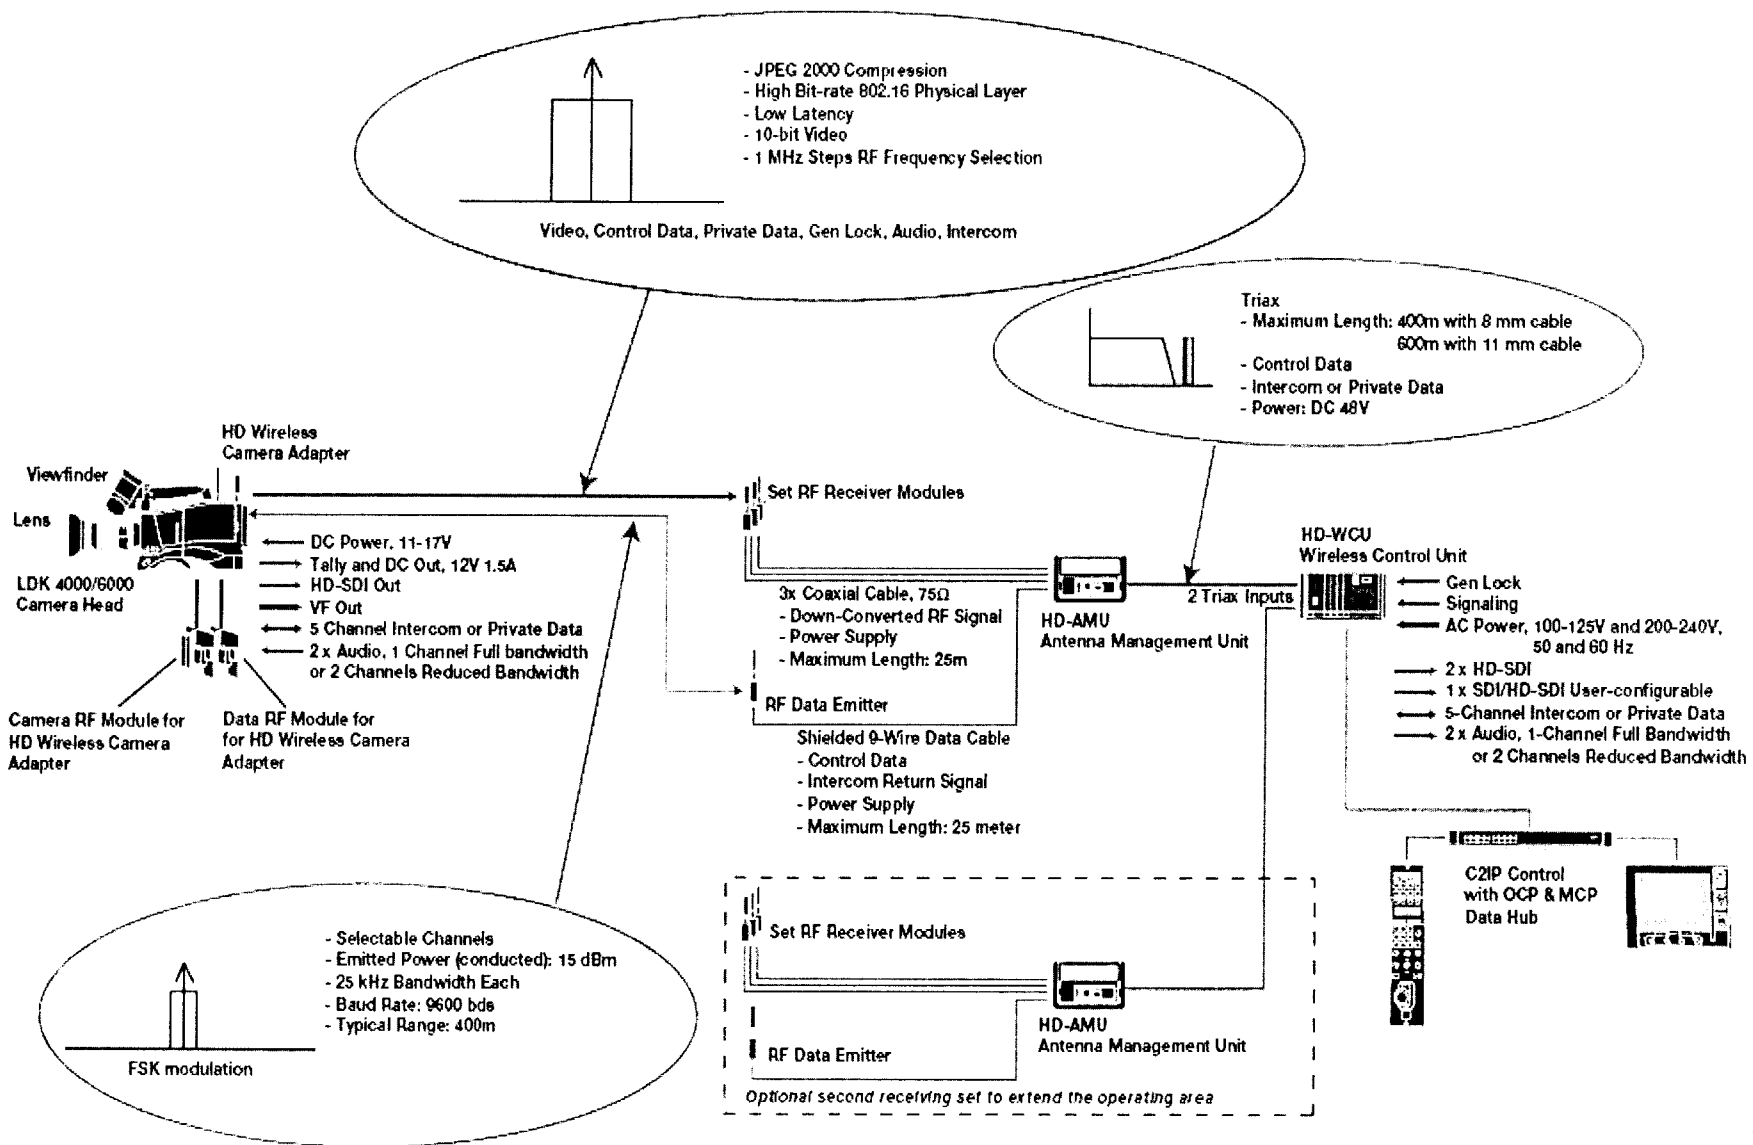 - JPEG 2000 Compression
- High Bit-rate 802.16 Physical Layer
- Low Latency
- 10-bit Video
- 1 MHz Steps RF Frequency Selection
Video, Control Data, Private Data, Gen Lock, Audio, Intercom
Triax
- Maximum Length: 400m with 8 mm cable
600m with 11 mm cable
- Control Data
- Intercom or Private Data
- Power: DC 48V
HD Wireless
Camera Adapter
Viewfinder
Lens
LDK 4000/6000
Camera Head
DC Power, 11-17V
Tally and DC Out, 12V 1.5A
HD-SDI Out
VF Out
5 Channel Intercom or Private Data
2 x Audio, 1 Channel Full bandwidth
or 2 Channels Reduced Bandwidth
Camera RF Module for
HD Wireless Camera
Adapter
Data RF Module for
for HD Wireless Camera
Adapter
Set RF Receiver Modules
3x Coaxial Cable, 75Ω
- Down-Converted RF Signal
- Power Supply
- Maximum Length: 25m
HD-AMU
Antenna Management Unit
RF Data Emitter
Shielded 9-Wire Data Cable
- Control Data
- Intercom Return Signal
- Power Supply
- Maximum Length: 25 meter
2 Triax Inputs
HD-WCU
Wireless Control Unit
Gen Lock
Signaling
AC Power, 100-125V and 200-240V,
50 and 60 Hz
2 x HD-SDI
1 x SDI/HD-SDI User-configurable
5-Channel Intercom or Private Data
2 x Audio, 1-Channel Full Bandwidth
or 2 Channels Reduced Bandwidth
C2IP Control
with OCP & MCP
Data Hub
- Selectable Channels
- Emitted Power (conducted): 15 dBm
- 25 kHz Bandwidth Each
- Baud Rate: 9600 bds
- Typical Range: 400m
FSK modulation
Set RF Receiver Modules
HD-AMU
Antenna Management Unit
RF Data Emitter
Optional second receiving set to extend the operating area